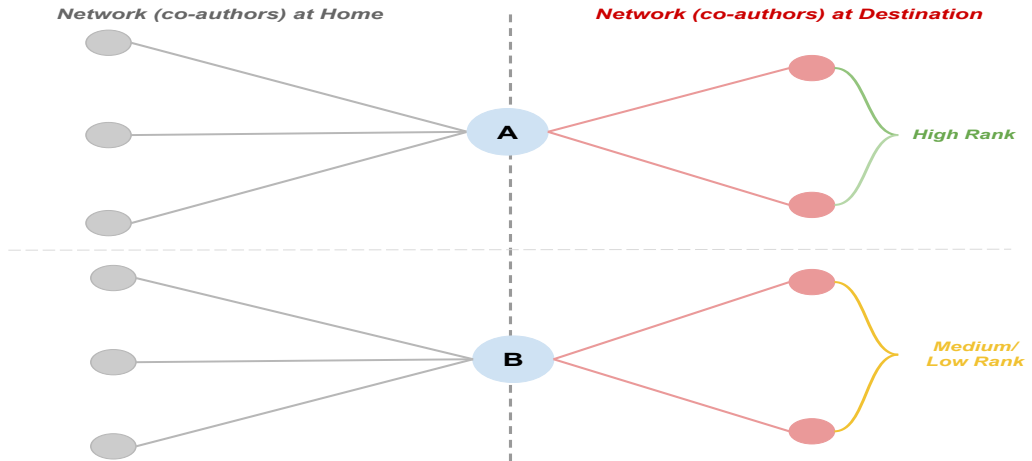 Network (co-authors) at Home
Network (co-authors) at Destination
A
High Rank
B
Medium/
Low Rank